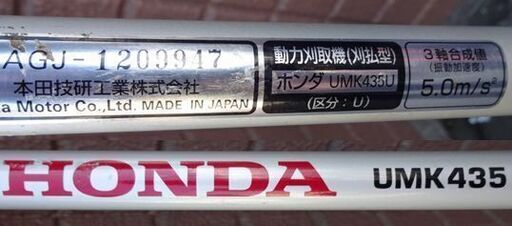 AGJ-1209947
本田技研工業株式会社
a Motor Co., Ltd. MADE IN JAPAN
動力刈取機(刈払型)
ホンダ UMK435U
(区分:U)
3軸合成値
(振動加速度)
5.0m/s²
HONDA UMK435